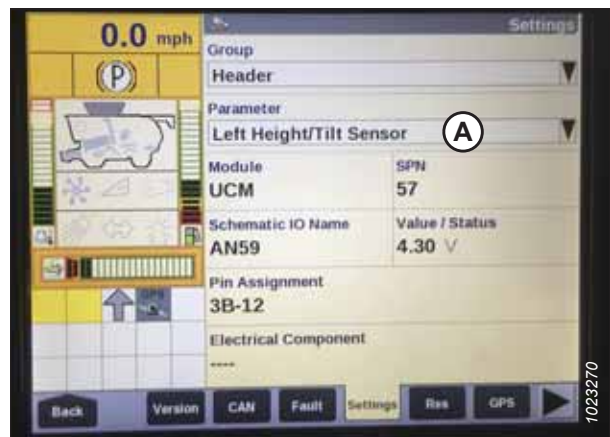 0.0 mph
Settings
(P)
Group
Header
Parameter
Left Height/Tilt Sensor
A
Module
SPN
UCM
57
Schematic IO Name
Value / Status
AN59
4.30 V
Pin Assignment
3B-12
Electrical Component
----
Back
Version
CAN
Fault
Settings
Res
GPS
1023270